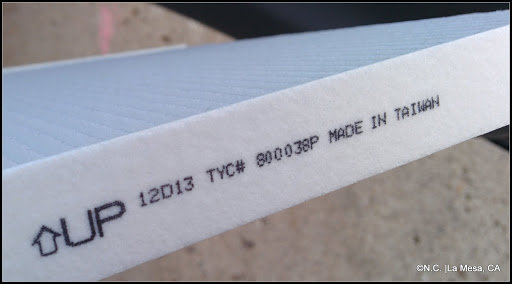 UP 12D13 TYC# 800038P MADE IN TAIWAN
©N.C. |La Mesa, CA